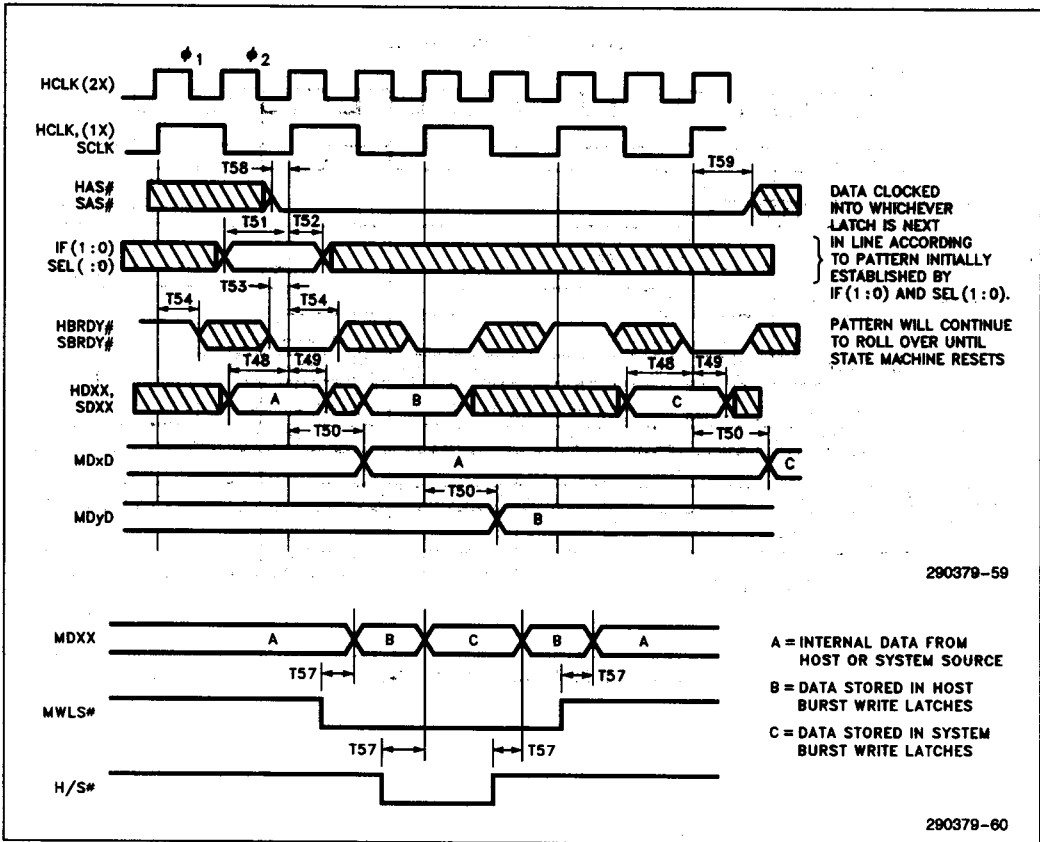 ϕ1 ϕ2
HCLK (2X)
HCLK, (1X)
SCLK
T58
T59
HAS#
SAS#
T51 T52
IF (1:0)
SEL ( :0)
T53
T54
T54
HBRDY#
SBRDY#
T48 T49
T48 T49
HDXX,
SDXX
A
B
C
T50
T50
MDxD
A
C
T50
MDyD
B
DATA CLOCKED
INTO WHICHEVER
LATCH IS NEXT
IN LINE ACCORDING
TO PATTERN INITIALLY
ESTABLISHED BY
IF (1:0) AND SEL (1:0).
PATTERN WILL CONTINUE
TO ROLL OVER UNTIL
STATE MACHINE RESETS
290379-59
MDXX
A
B
C
B
A
T57
T57
MWLS#
T57
T57
H/S#
A = INTERNAL DATA FROM
HOST OR SYSTEM SOURCE
B = DATA STORED IN HOST
BURST WRITE LATCHES
C = DATA STORED IN SYSTEM
BURST WRITE LATCHES
290379-60